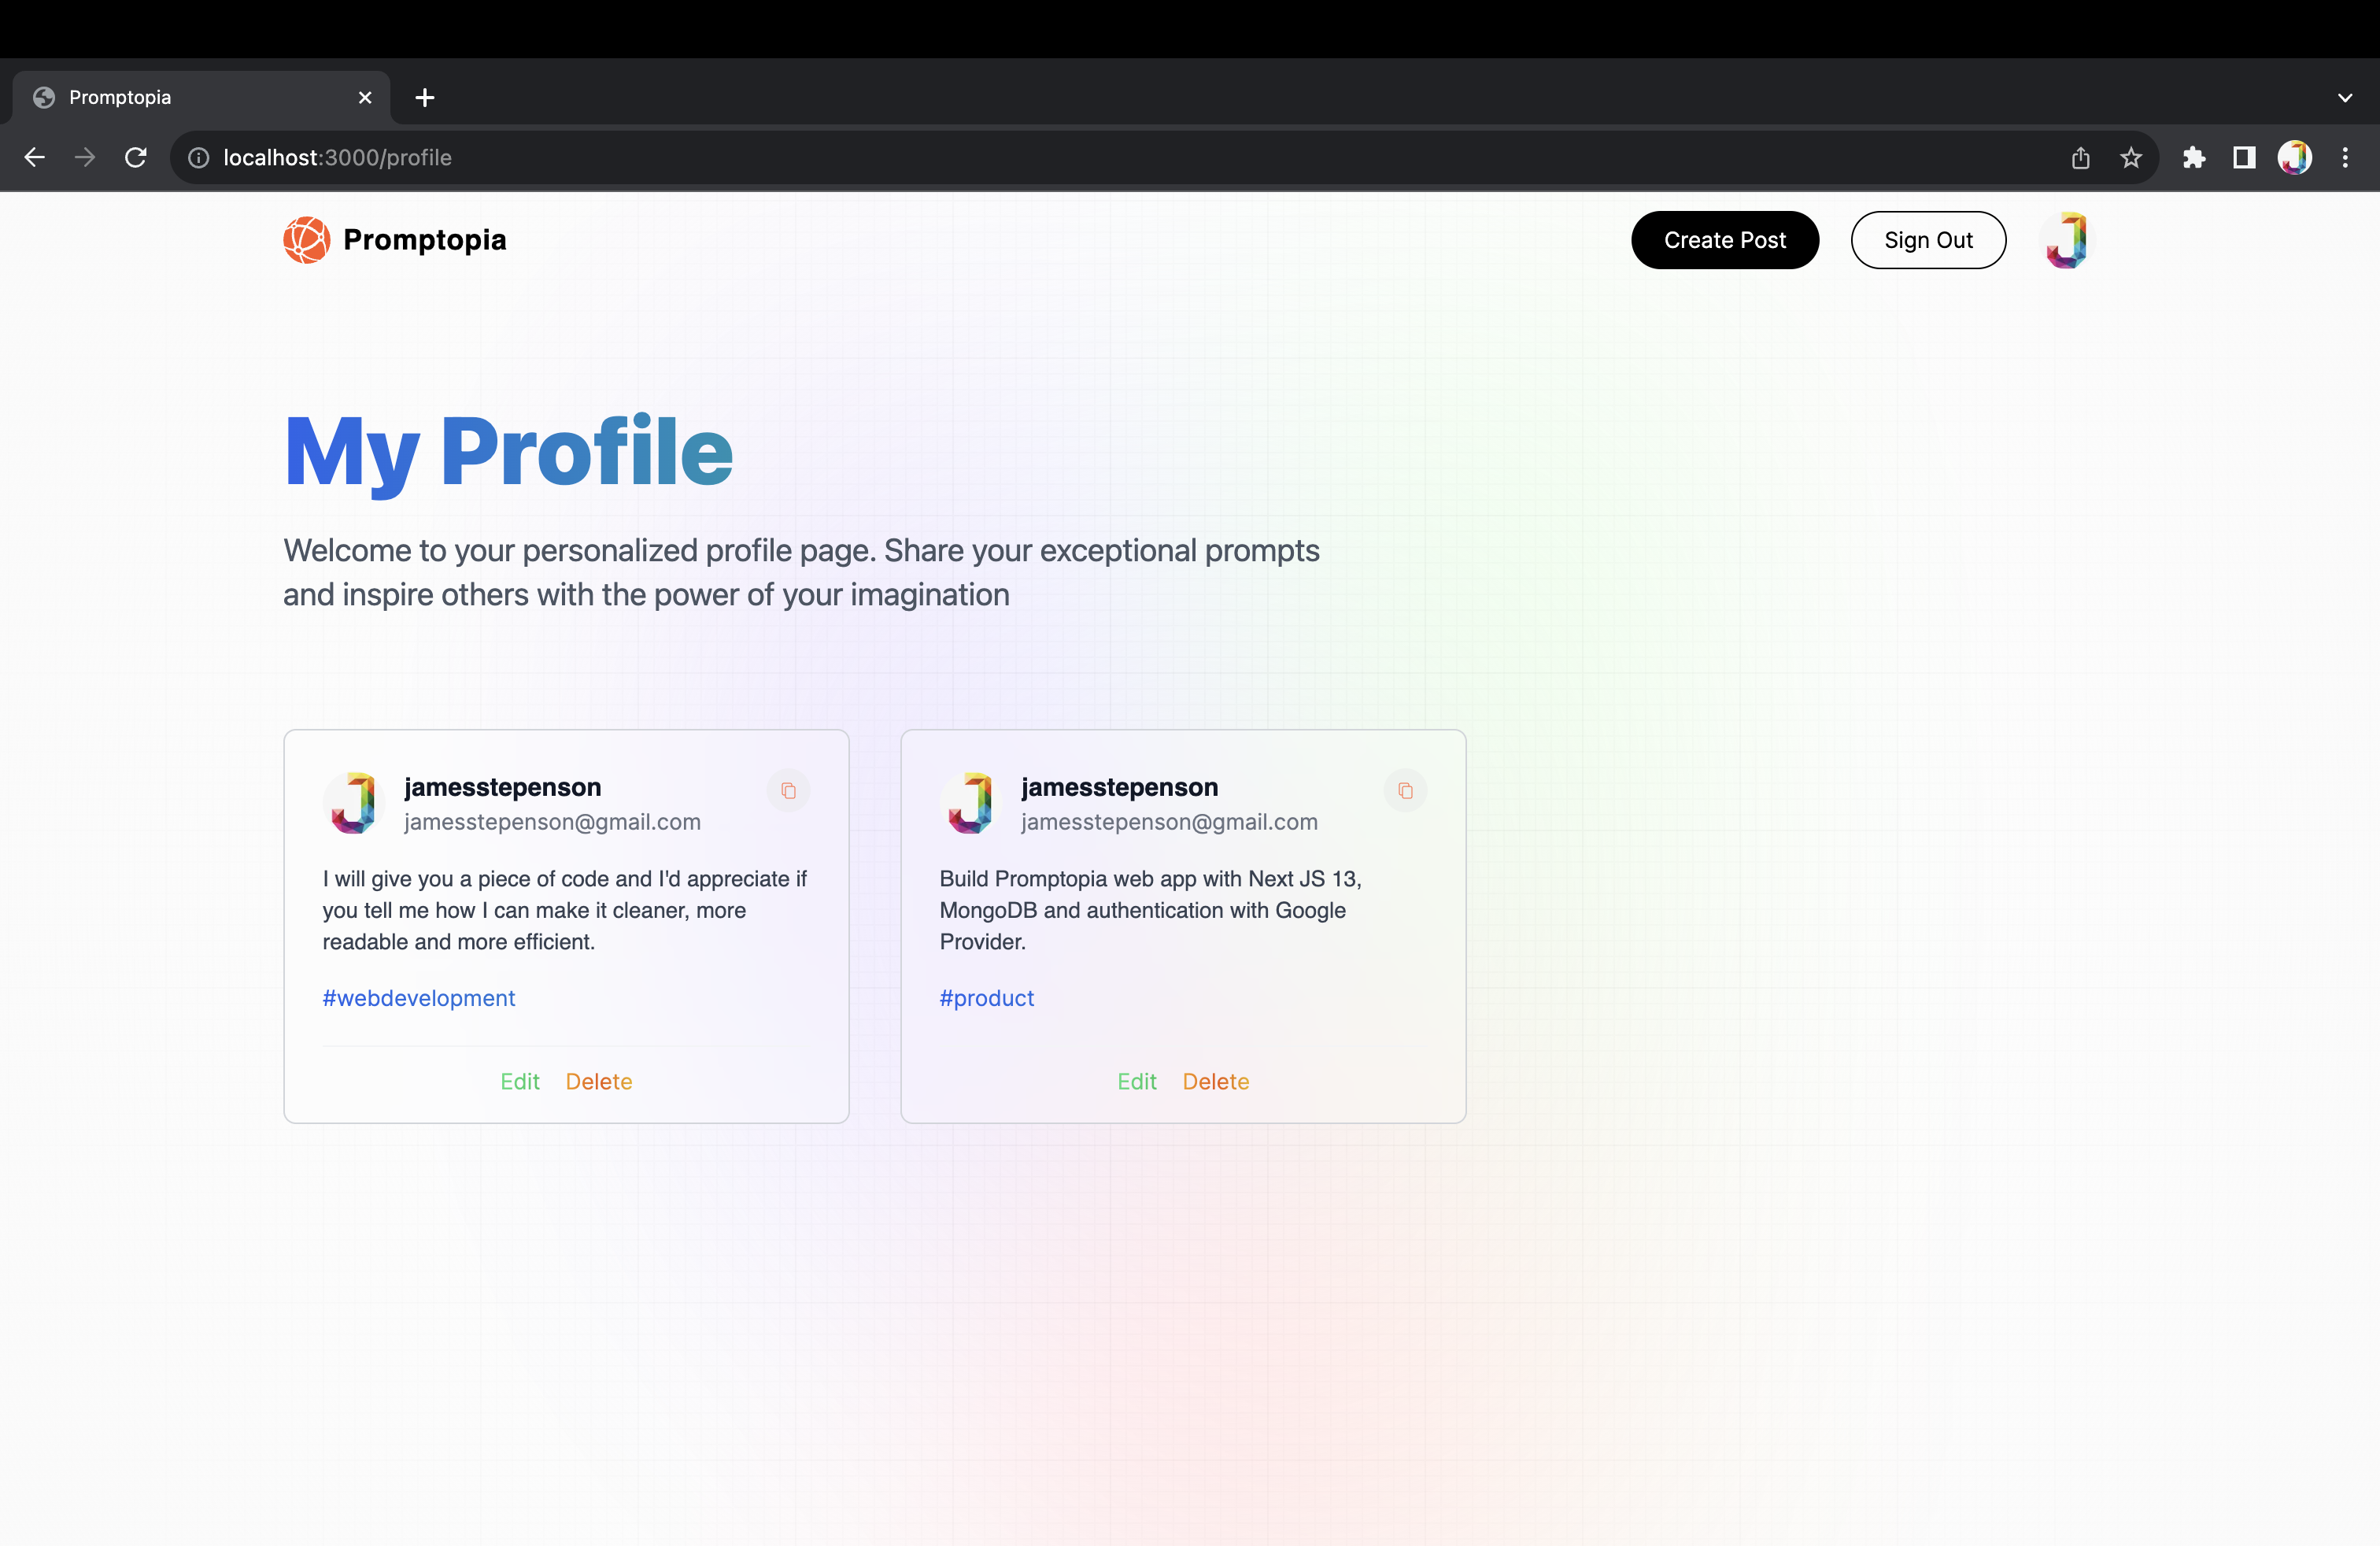 Promptopia
localhost:3000/profile
Promptopia
Create Post
Sign Out
My Profile
Welcome to your personalized profile page. Share your exceptional prompts
and inspire others with the power of your imagination
jamesstepenson
jamesstepenson@gmail.com
I will give you a piece of code and I'd appreciate if
you tell me how I can make it cleaner, more
readable and more efficient.
#webdevelopment
Edit Delete
jamesstepenson
jamesstepenson@gmail.com
Build Promptopia web app with Next JS 13,
MongoDB and authentication with Google
Provider.
#product
Edit Delete